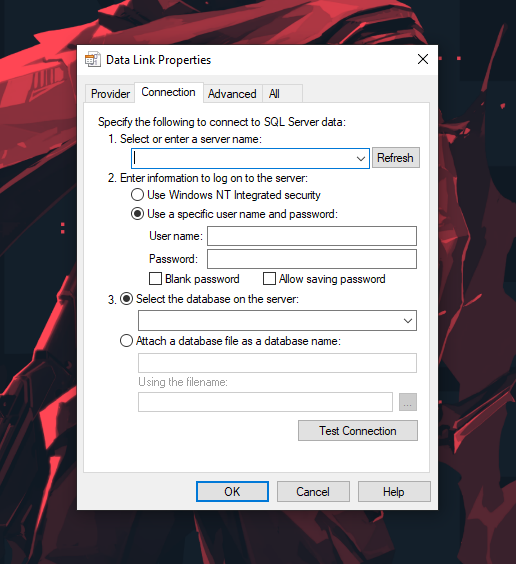 Data Link Properties
Provider Connection Advanced All
Specify the following to connect to SQL Server data:
1. Select or enter a server name:
Refresh
2. Enter information to log on to the server:
Use Windows NT Integrated security
Use a specific user name and password:
User name:
Password:
Blank password Allow saving password
3. Select the database on the server:
Attach a database file as a database name:
Using the filename:
...
Test Connection
OK Cancel Help